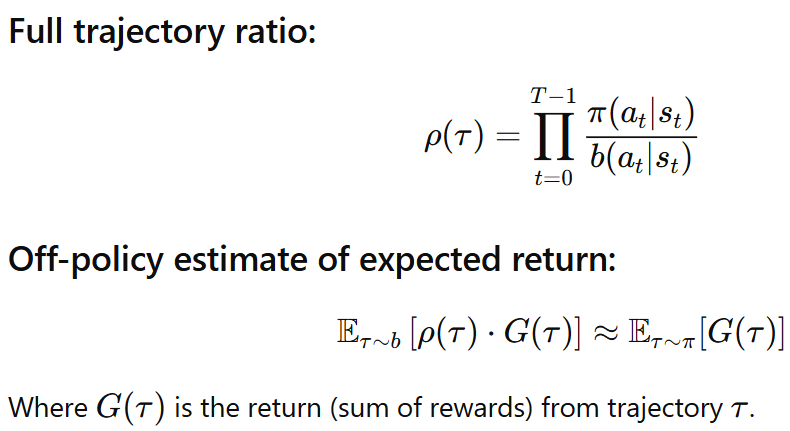 Full trajectory ratio:
ρ(τ) = ∏_{t=0}^{T−1} π(a_t|s_t) / b(a_t|s_t)
Off-policy estimate of expected return:
𝔼_{τ∼b} [ρ(τ) · G(τ)] ≈ 𝔼_{τ∼π}[G(τ)]
Where G(τ) is the return (sum of rewards) from trajectory τ.